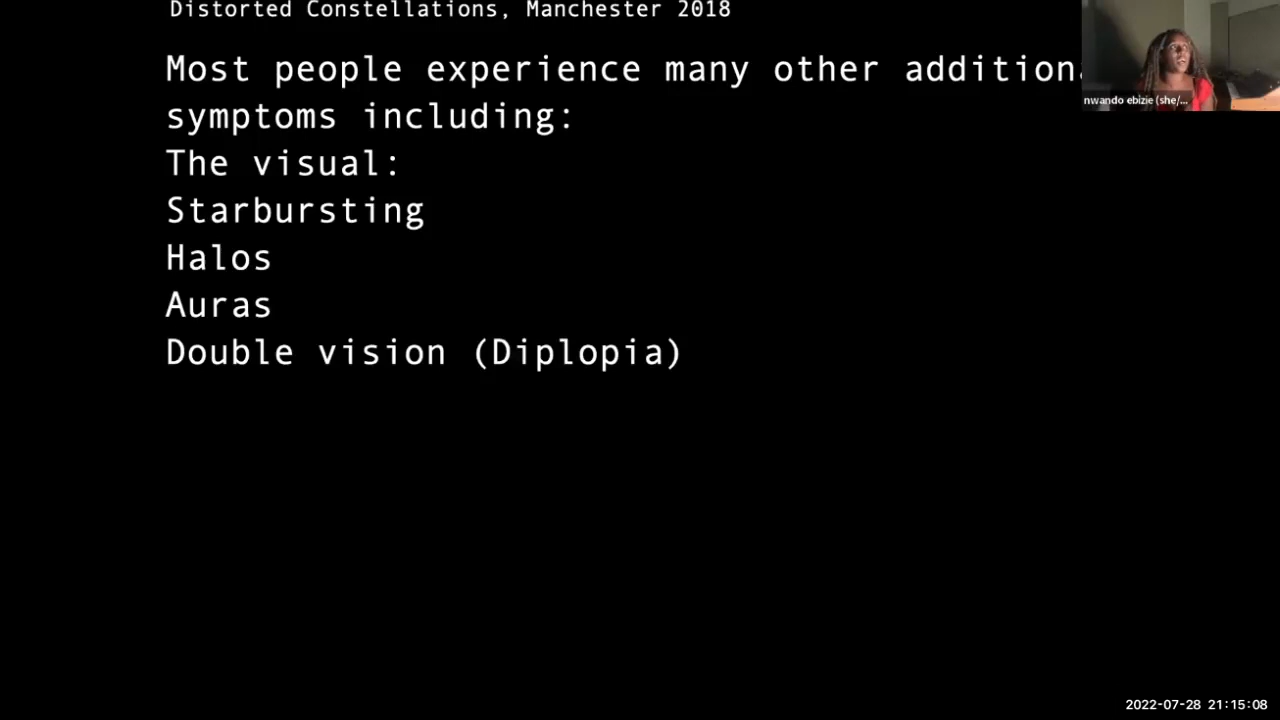 Distorted Constellations, Manchester 2018
Most people experience many other addition
symptoms including:
The visual:
Starbursting
Halos
Auras
Double vision (Diplopia)
nwando ebizie (she/...
2022-07-28 21:15:08